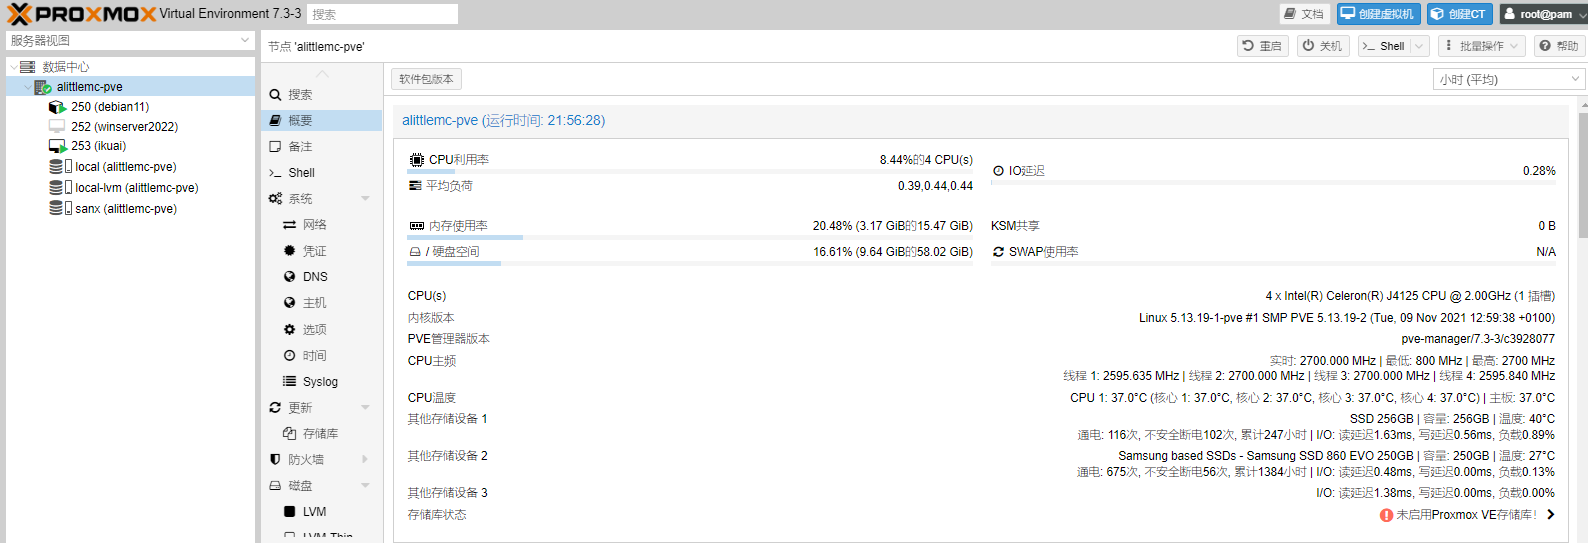 PROXMOX Virtual Environment 7.3-3 搜索 文档 创建虚拟机 创建CT root@pam
服务器视图
数据中心
alittlemc-pve
250 (debian11)
252 (winserver2022)
253 (ikuai)
local (alittlemc-pve)
local-lvm (alittlemc-pve)
sanx (alittlemc-pve)
节点 'alittlemc-pve' 重启 关机 Shell 批量操作 帮助
搜索
概要
备注
Shell
系统
网络
凭证
DNS
主机
选项
时间
Syslog
更新
存储库
防火墙
磁盘
LVM
LVM-Thin
软件包版本 小时 (平均)
alittlemc-pve (运行时间: 21:56:28)
CPU利用率 8.44%的4 CPU(s)
IO延迟 0.28%
平均负荷 0.39,0.44,0.44
内存使用率 20.48% (3.17 GiB的15.47 GiB)
KSM共享 0 B
/ 硬盘空间 16.61% (9.64 GiB的58.02 GiB)
SWAP使用率 N/A
CPU(s) 4 x Intel(R) Celeron(R) J4125 CPU @ 2.00GHz (1 插槽)
内核版本 Linux 5.13.19-1-pve #1 SMP PVE 5.13.19-2 (Tue, 09 Nov 2021 12:59:38 +0100)
PVE管理器版本 pve-manager/7.3-3/c3928077
CPU主频 实时: 2700.000 MHz | 最低: 800 MHz | 最高: 2700 MHz
线程 1: 2595.635 MHz | 线程 2: 2700.000 MHz | 线程 3: 2700.000 MHz | 线程 4: 2595.840 MHz
CPU温度 CPU 1: 37.0°C (核心 1: 37.0°C, 核心 2: 37.0°C, 核心 3: 37.0°C, 核心 4: 37.0°C) | 主板: 37.0°C
其他存储设备 1 SSD 256GB | 容量: 256GB | 温度: 40°C
通电: 116次, 不安全断电102次, 累计247小时 | I/O: 读延迟1.63ms, 写延迟0.56ms, 负载0.89%
其他存储设备 2 Samsung based SSDs - Samsung SSD 860 EVO 250GB | 容量: 250GB | 温度: 27°C
通电: 675次, 不安全断电56次, 累计1384小时 | I/O: 读延迟0.48ms, 写延迟0.00ms, 负载0.13%
其他存储设备 3 I/O: 读延迟1.38ms, 写延迟0.00ms, 负载0.00%
存储库状态 未启用Proxmox VE存储库!